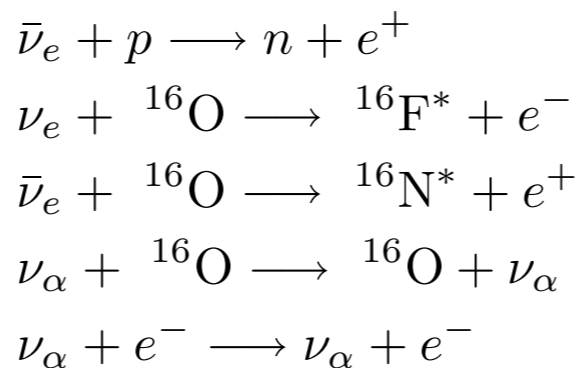 ν̄ₑ + p ⟶ n + e⁺
νₑ + ¹⁶O ⟶ ¹⁶F* + e⁻
ν̄ₑ + ¹⁶O ⟶ ¹⁶N* + e⁺
ν_α + ¹⁶O ⟶ ¹⁶O + ν_α
ν_α + e⁻ ⟶ ν_α + e⁻